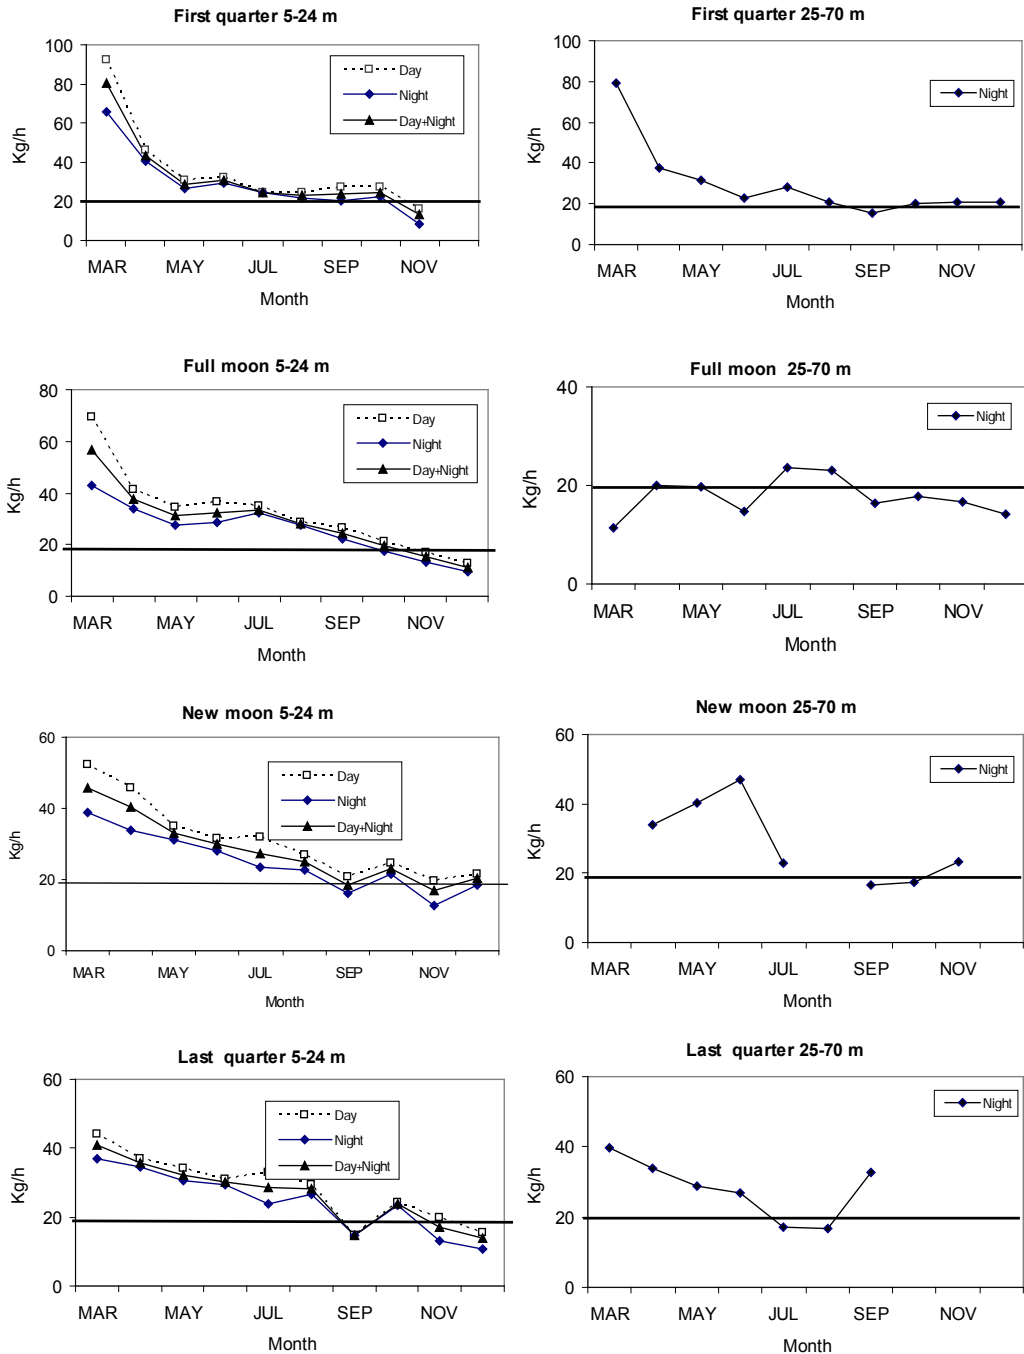 First quarter 5-24 m
100
80
60
40
20
0
Kg/h
Day
Night
Day+Night
MAR MAY JUL SEP NOV
Month
First quarter 25-70 m
100
80
60
40
20
0
Kg/h
Night
MAR MAY JUL SEP NOV
Month
Full moon 5-24 m
80
60
40
20
0
Kg/h
Day
Night
Day+Night
MAR MAY JUL SEP NOV
Month
Full moon 25-70 m
40
20
0
Kg/h
Night
MAR MAY JUL SEP NOV
Month
New moon 5-24 m
60
40
20
0
Kg/h
Day
Night
Day+Night
MAR MAY JUL SEP NOV
Month
New moon 25-70 m
60
40
20
0
Kg/h
Night
MAR MAY JUL SEP NOV
Month
Last quarter 5-24 m
60
40
20
0
Kg/h
Day
Night
Day+Night
MAR MAY JUL SEP NOV
Month
Last quarter 25-70 m
60
40
20
0
Kg/h
Night
MAR MAY JUL SEP NOV
Month